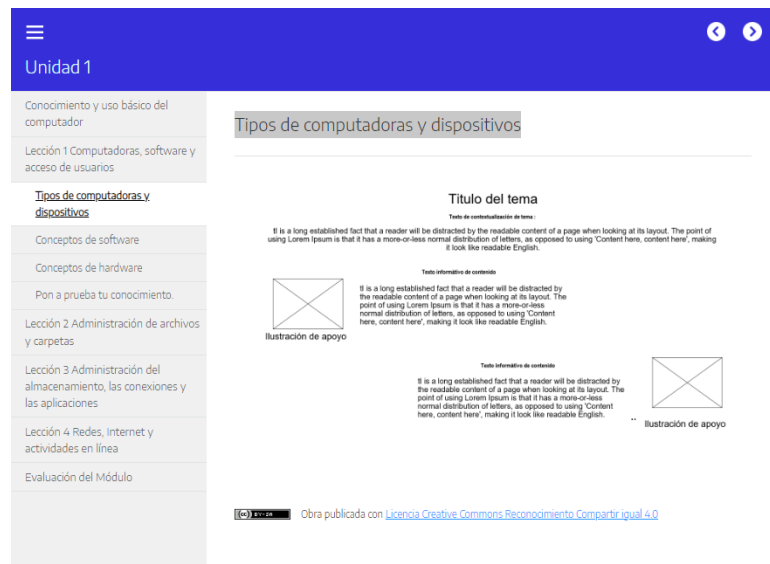 Unidad 1
Conocimiento y uso básico del
computador
Lección 1 Computadoras, software y
acceso de usuarios
Tipos de computadoras y
dispositivos
Conceptos de software
Conceptos de hardware
Pon a prueba tu conocimiento.
Lección 2 Administración de archivos
y carpetas
Lección 3 Administración del
almacenamiento, las conexiones y
las aplicaciones
Lección 4 Redes, Internet y
actividades en línea
Evaluación del Módulo
Tipos de computadoras y dispositivos
Titulo del tema
Texto de contextualización de tema :
tl is a long established fact that a reader will be distracted by the readable content of a page when looking at its layout. The point of
using Lorem Ipsum is that it has a more-or-less normal distribution of letters, as opposed to using 'Content here, content here', making
it look like readable English.
Texto informátivo de contenido
tl is a long established fact that a reader will be distracted by
the readable content of a page when looking at its layout. The
point of using Lorem Ipsum is that it has a more-or-less
normal distribution of letters, as opposed to using 'Content
here, content here', making it look like readable English.
Ilustración de apoyo
Texto informátivo de contenido
tl is a long established fact that a reader will be distracted by
the readable content of a page when looking at its layout. The
point of using Lorem Ipsum is that it has a more-or-less
normal distribution of letters, as opposed to using 'Content
here, content here', making it look like readable English.
..
Ilustración de apoyo
(cc) BY-SA Obra publicada con Licencia Creative Commons Reconocimiento Compartir igual 4.0